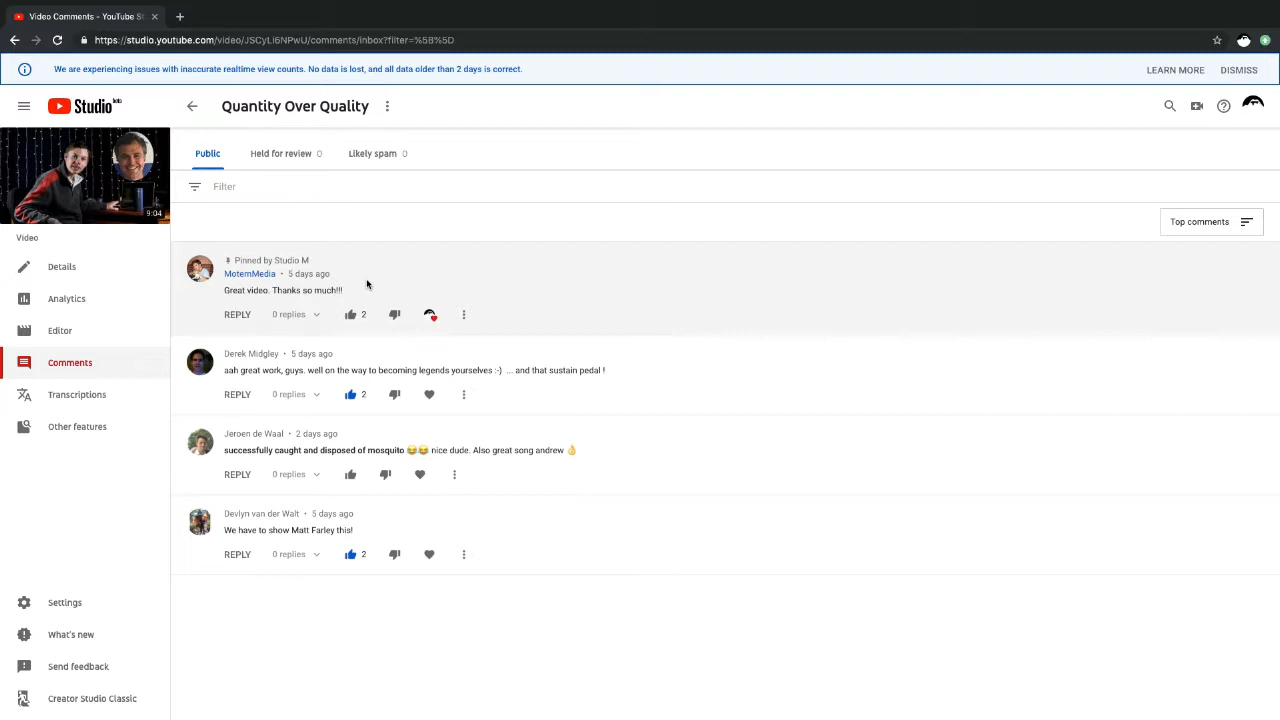 Video Comments - YouTube St
https://studio.youtube.com/video/JSCyLi6NPwU/comments/inbox?filter=%5B%5D
We are experiencing issues with inaccurate realtime view counts. No data is lost, and all data older than 2 days is correct.
LEARN MORE
DISMISS
Studio beta
Quantity Over Quality
9:04
Video
Details
Analytics
Editor
Comments
Transcriptions
Other features
Settings
What's new
Send feedback
Creator Studio Classic
Public
Held for review 0
Likely spam 0
Filter
Top comments
Pinned by Studio M
MoternMedia • 5 days ago
Great video. Thanks so much!!!
REPLY 0 replies 2
Derek Midgley • 5 days ago
aah great work, guys. well on the way to becoming legends yourselves :-) ... and that sustain pedal !
REPLY 0 replies 2
Jeroen de Waal • 2 days ago
successfully caught and disposed of mosquito 😂😂 nice dude. Also great song andrew 👌
REPLY 0 replies
Devlyn van der Walt • 5 days ago
We have to show Matt Farley this!
REPLY 0 replies 2